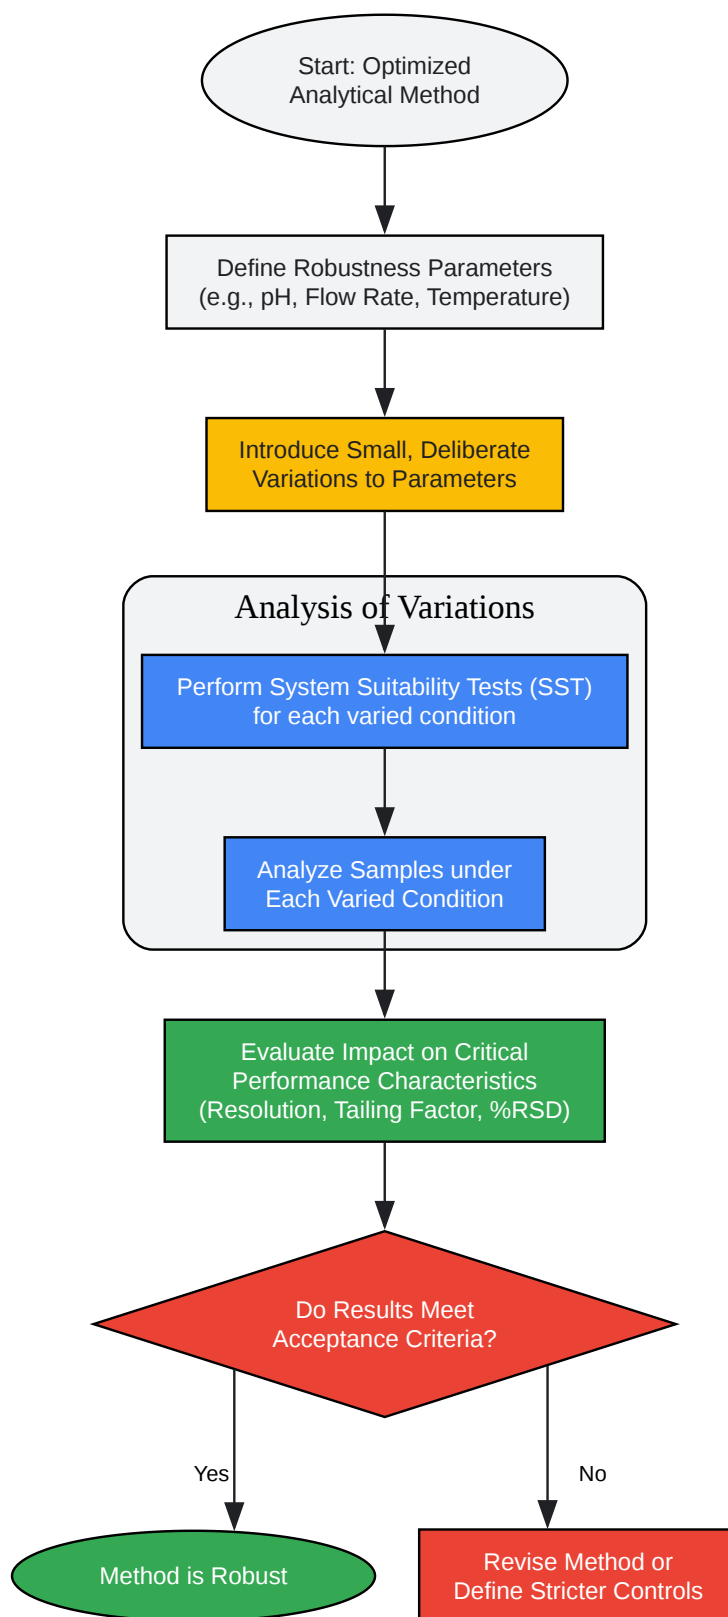 Start: Optimized
Analytical Method
Define Robustness Parameters
(e.g., pH, Flow Rate, Temperature)
Introduce Small, Deliberate
Variations to Parameters
Analysis of Variations
Perform System Suitability Tests (SST)
for each varied condition
Analyze Samples under
Each Varied Condition
Evaluate Impact on Critical
Performance Characteristics
(Resolution, Tailing Factor, %RSD)
Do Results Meet
Acceptance Criteria?
Yes
No
Method is Robust
Revise Method or
Define Stricter Controls